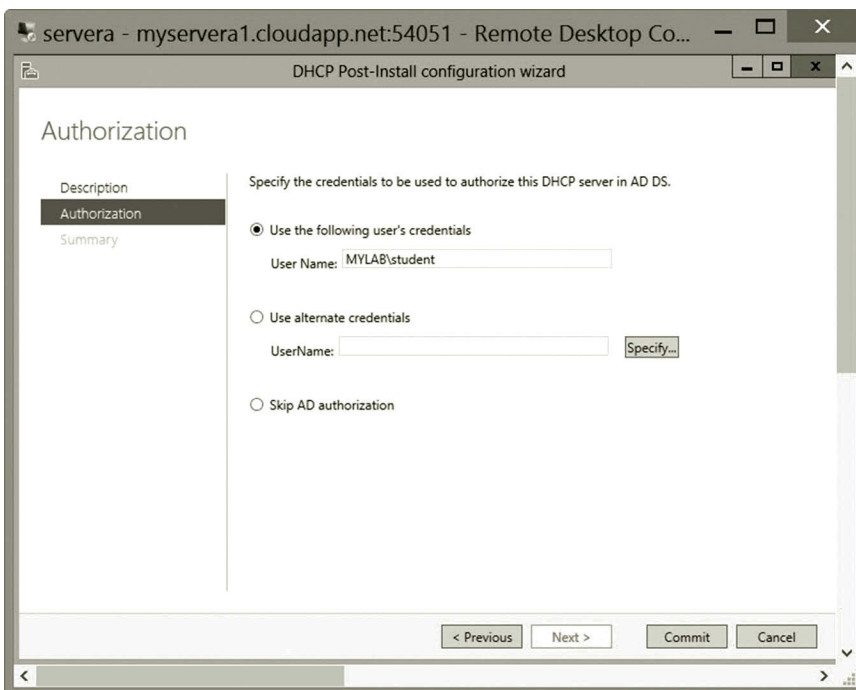 servera - myservera1.cloudapp.net:54051 - Remote Desktop Co...
DHCP Post-Install configuration wizard
Authorization
Description
Authorization
Summary
Specify the credentials to be used to authorize this DHCP server in AD DS.
Use the following user's credentials
User Name: MYLAB\student
Use alternate credentials
UserName:
Specify...
Skip AD authorization
< Previous
Next >
Commit
Cancel